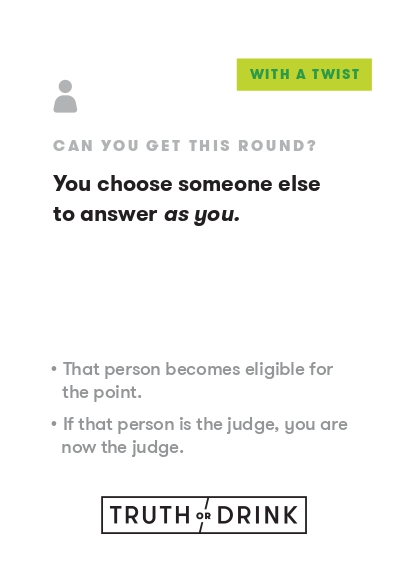 WITH A TWIST
CAN YOU GET THIS ROUND?
You choose someone else
to answer as you.
• That person becomes eligible for
the point.
• If that person is the judge, you are
now the judge.
TRUTH OR DRINK